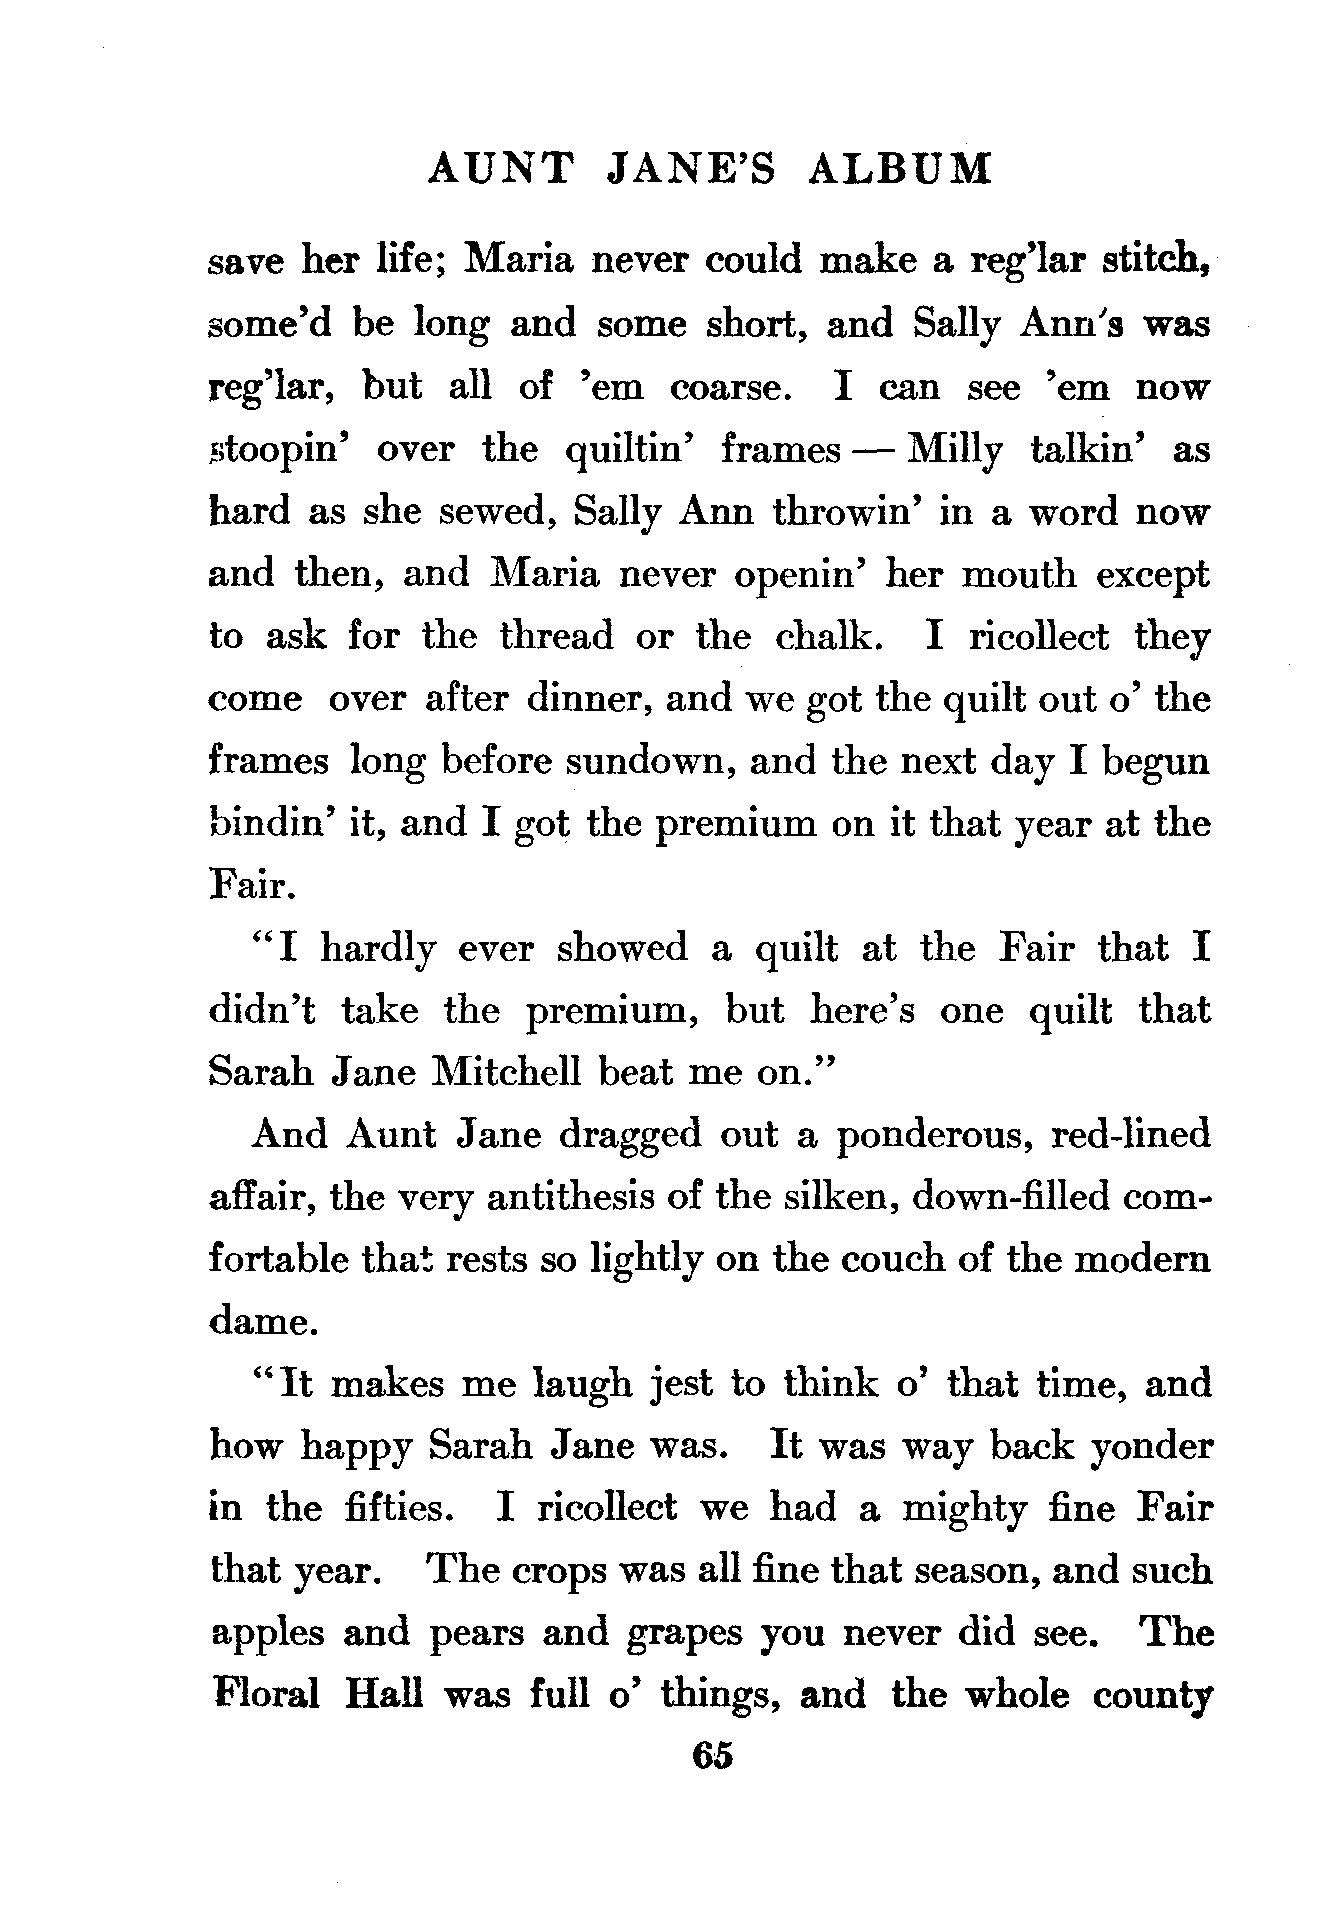 AUNT JANE'S ALBUM
save her life; Maria never could make a reg'lar stitch,
some'd be long and some short, and Sally Ann's was
reg'lar, but all of 'em coarse. I can see 'em now
stoopin' over the quiltin' frames — Milly talkin' as
hard as she sewed, Sally Ann throwin' in a word now
and then, and Maria never openin' her mouth except
to ask for the thread or the chalk. I ricollect they
come over after dinner, and we got the quilt out o' the
frames long before sundown, and the next day I begun
bindin' it, and I got the premium on it that year at the
Fair.
"I hardly ever showed a quilt at the Fair that I
didn't take the premium, but here's one quilt that
Sarah Jane Mitchell beat me on."
And Aunt Jane dragged out a ponderous, red-lined
affair, the very antithesis of the silken, down-filled com-
fortable that rests so lightly on the couch of the modern
dame.
"It makes me laugh jest to think o' that time, and
how happy Sarah Jane was. It was way back yonder
in the fifties. I ricollect we had a mighty fine Fair
that year. The crops was all fine that season, and such
apples and pears and grapes you never did see. The
Floral Hall was full o' things, and the whole county
65